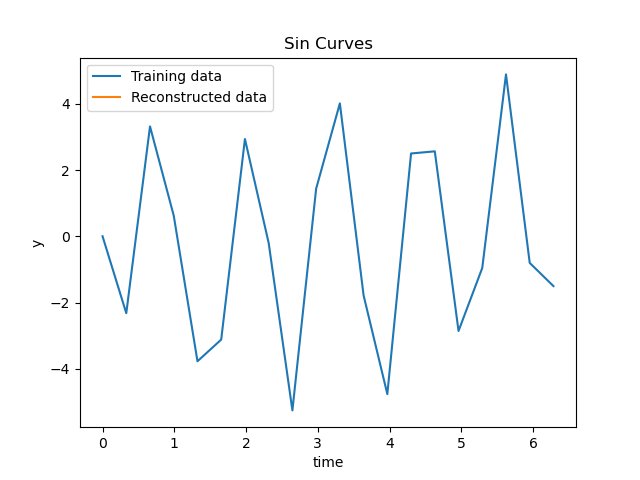 Sin Curves
Training data
Reconstructed data
y
4
2
0
−2
−4
0 1 2 3 4 5 6
time